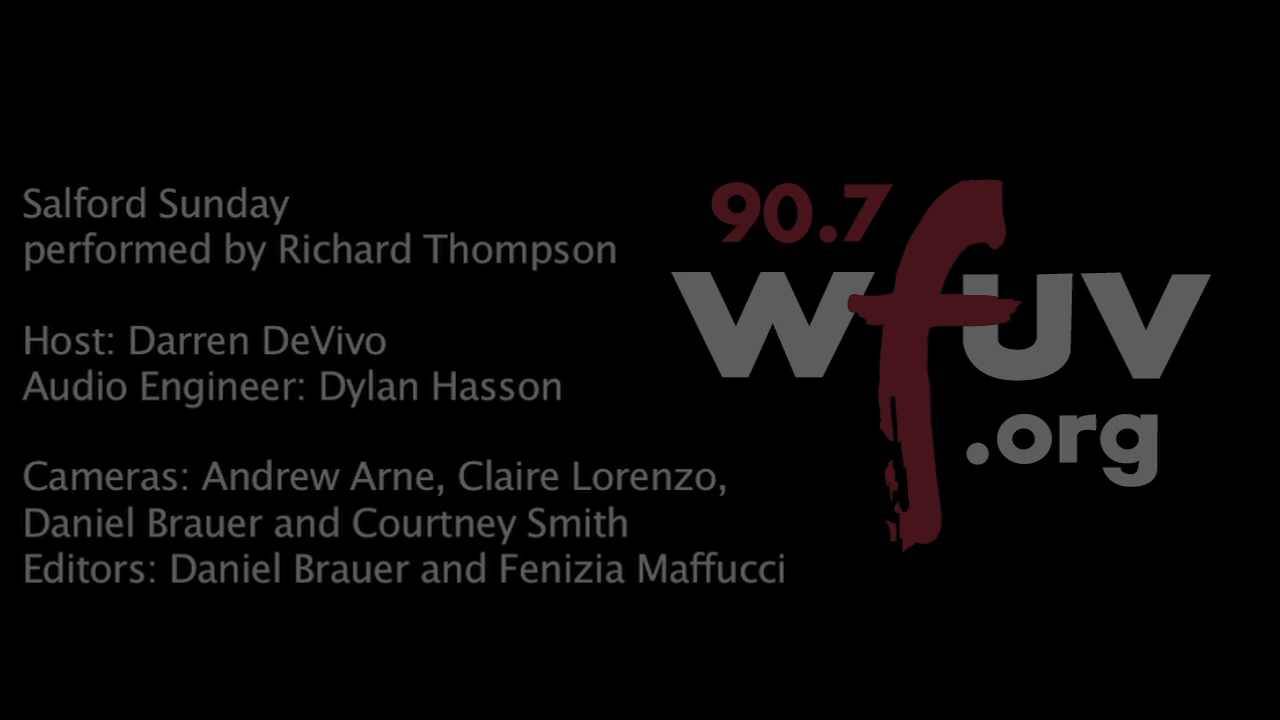 Salford Sunday
performed by Richard Thompson
Host: Darren DeVivo
Audio Engineer: Dylan Hasson
Cameras: Andrew Arne, Claire Lorenzo,
Daniel Brauer and Courtney Smith
Editors: Daniel Brauer and Fenizia Maffucci
90.7
wfuv
.org